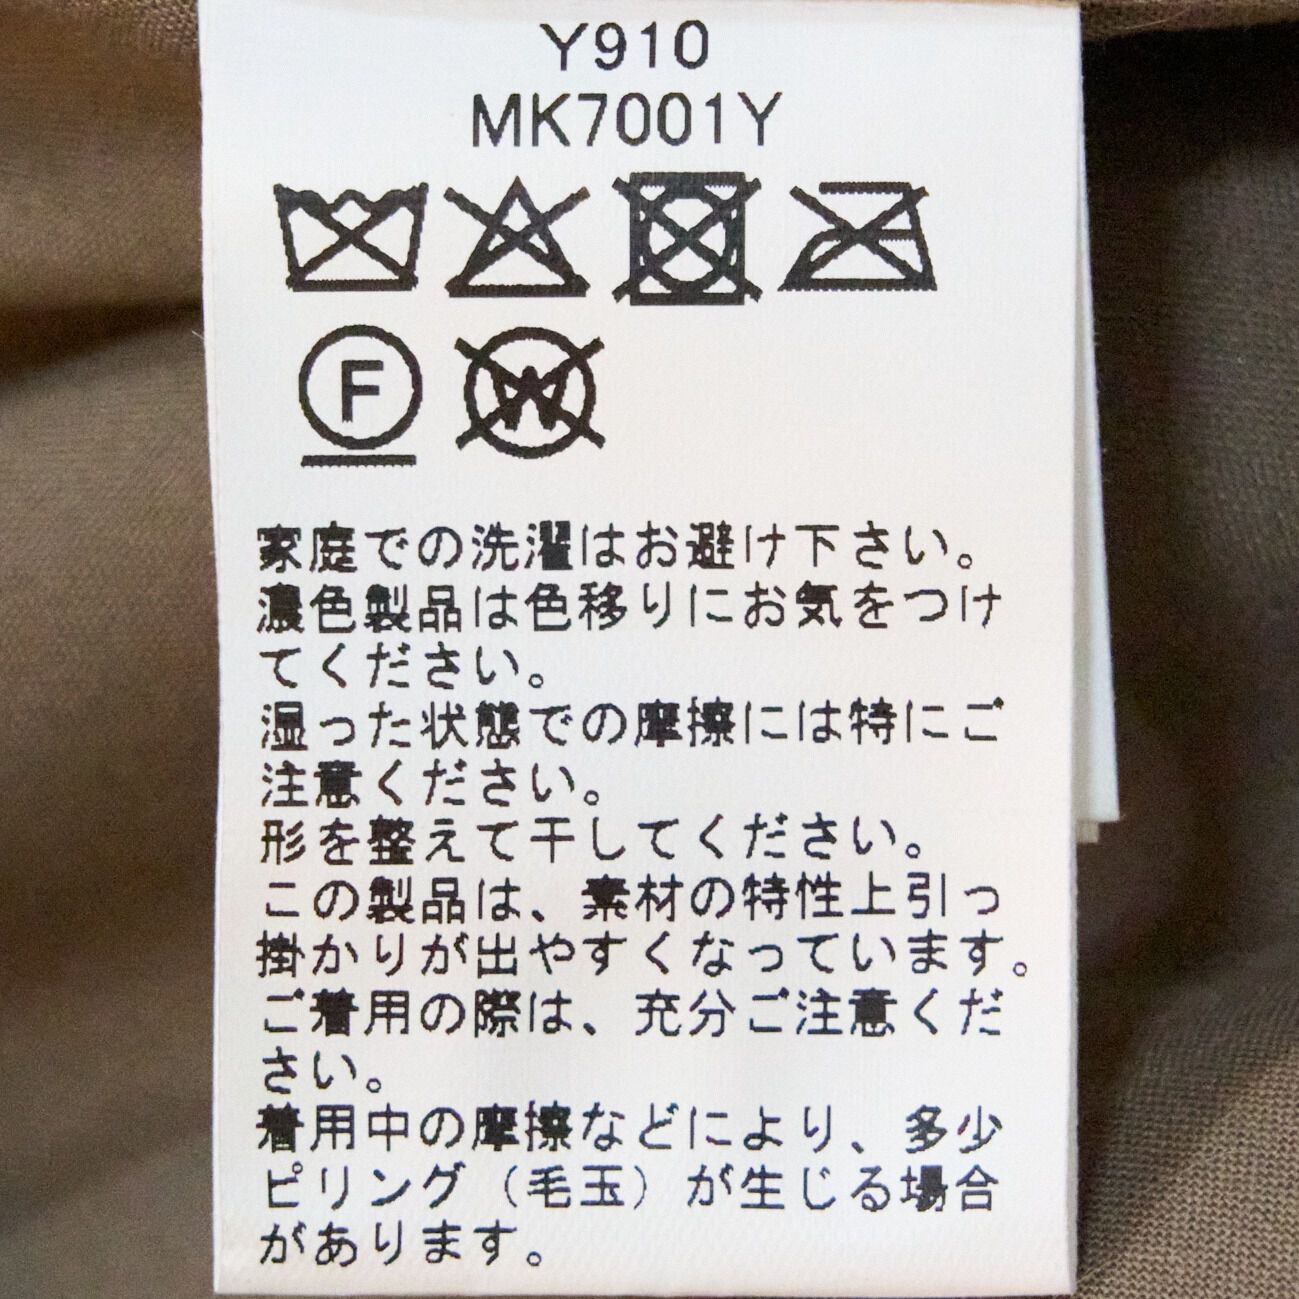 Y910
MK7001Y
F
W
家庭での洗濯はお避け下さい。
濃色製品は色移りにお気をつけ
てください。
湿った状態での摩擦には特にご
注意ください。
形を整えて干してください。
この製品は、素材の特性上引っ
掛かりが出やすくなっています。
ご着用の際は、充分ご注意くだ
さい。
着用中の摩擦などにより、多少
ピリング（毛玉）が生じる場合
があります。